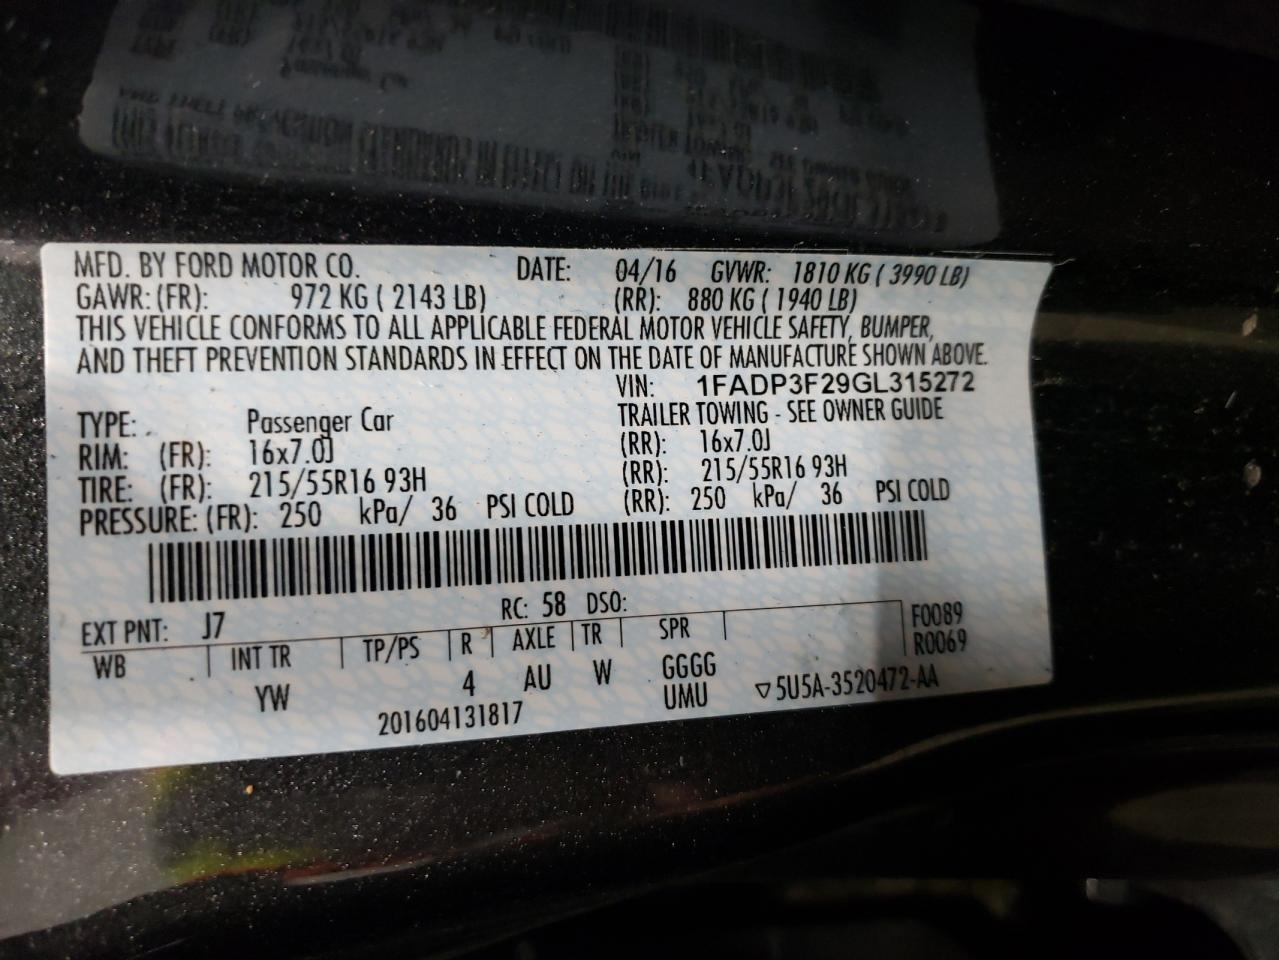 MFD. BY FORD MOTOR CO. DATE: 04/16 GVWR: 1810 KG ( 3990 LB)
GAWR: (FR): 972 KG ( 2143 LB) (RR): 880 KG ( 1940 LB)
THIS VEHICLE CONFORMS TO ALL APPLICABLE FEDERAL MOTOR VEHICLE SAFETY, BUMPER,
AND THEFT PREVENTION STANDARDS IN EFFECT ON THE DATE OF MANUFACTURE SHOWN ABOVE.
VIN: 1FADP3F29GL315272
TYPE: Passenger Car TRAILER TOWING - SEE OWNER GUIDE
RIM: (FR): 16x7.0J (RR): 16x7.0J
TIRE: (FR): 215/55R16 93H (RR): 215/55R16 93H
PRESSURE: (FR): 250 kPa/ 36 PSI COLD (RR): 250 kPa/ 36 PSI COLD
EXT PNT: J7 RC: 58 DSO: F0089
WB INT TR TP/PS R AXLE TR SPR R0069
YW 4 AU W GGGG
201604131817 UMU ▽5U5A-3520472-AA